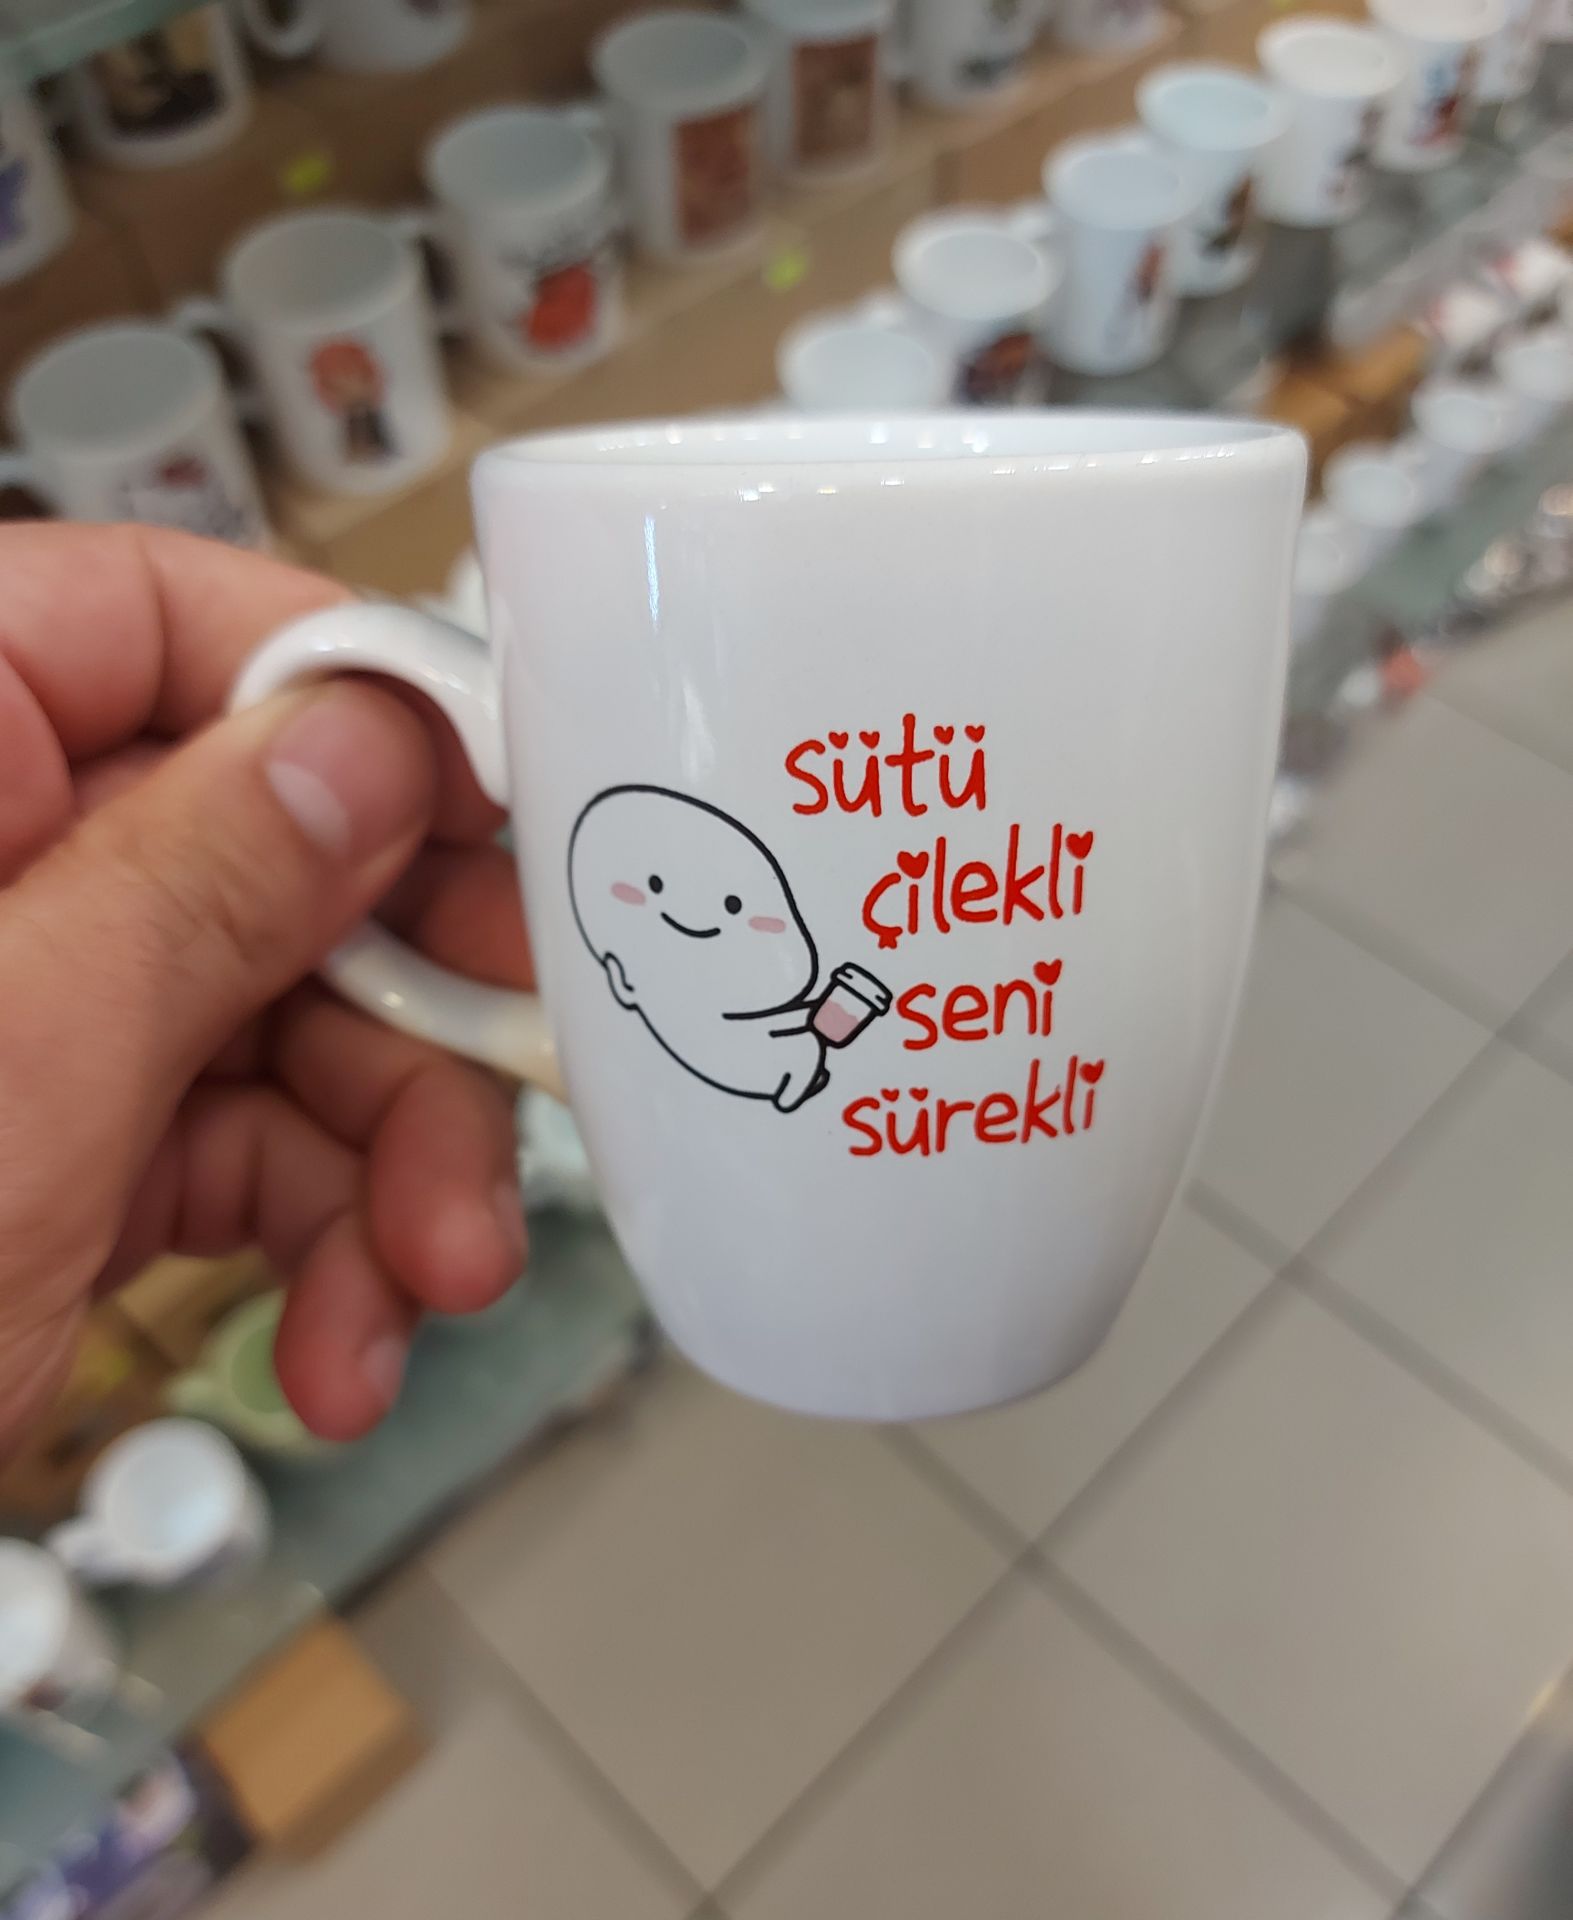 sütü
çilekli
seni
sürekli